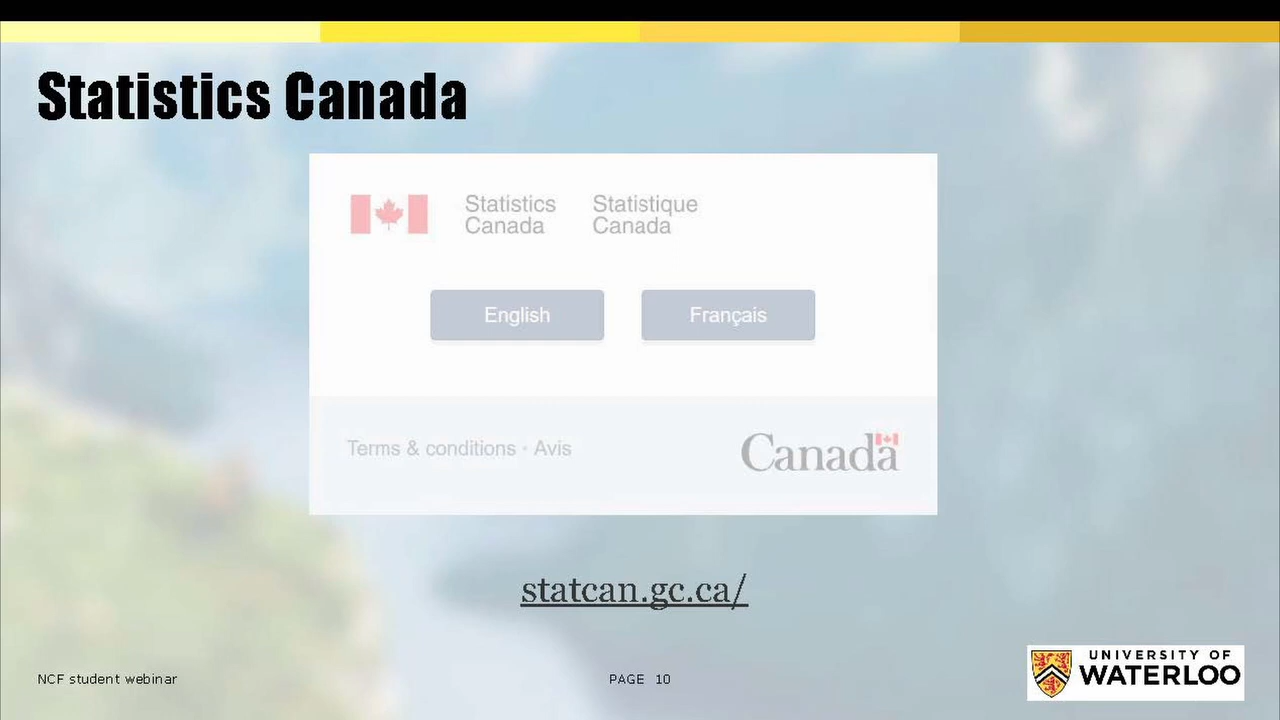 Statistics Canada
Statistics Canada
Statistique Canada
English
Français
Terms & conditions • Avis
Canada
statcan.gc.ca/
NCF student webinar
PAGE 10
UNIVERSITY OF
WATERLOO